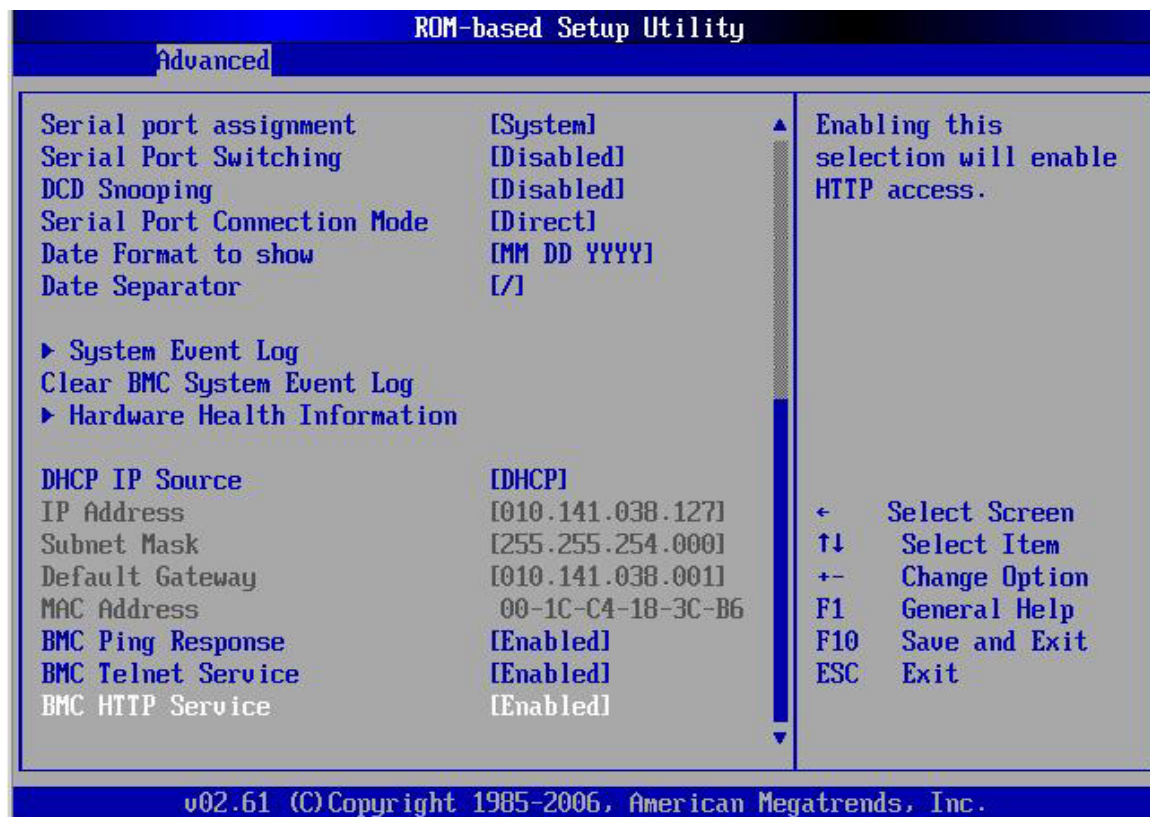 ROM-based Setup Utility
Advanced
Serial port assignment [System]
Serial Port Switching [Disabled]
DCD Snooping [Disabled]
Serial Port Connection Mode [Direct]
Date Format to show [MM DD YYYY]
Date Separator [/]
▶ System Event Log
Clear BMC System Event Log
▶ Hardware Health Information
DHCP IP Source [DHCP]
IP Address [010.141.038.127]
Subnet Mask [255.255.254.000]
Default Gateway [010.141.038.001]
MAC Address 00-1C-C4-18-3C-B6
BMC Ping Response [Enabled]
BMC Telnet Service [Enabled]
BMC HTTP Service [Enabled]
Enabling this
selection will enable
HTTP access.
← Select Screen
↑↓ Select Item
+- Change Option
F1 General Help
F10 Save and Exit
ESC Exit
v02.61 (C)Copyright 1985-2006, American Megatrends, Inc.